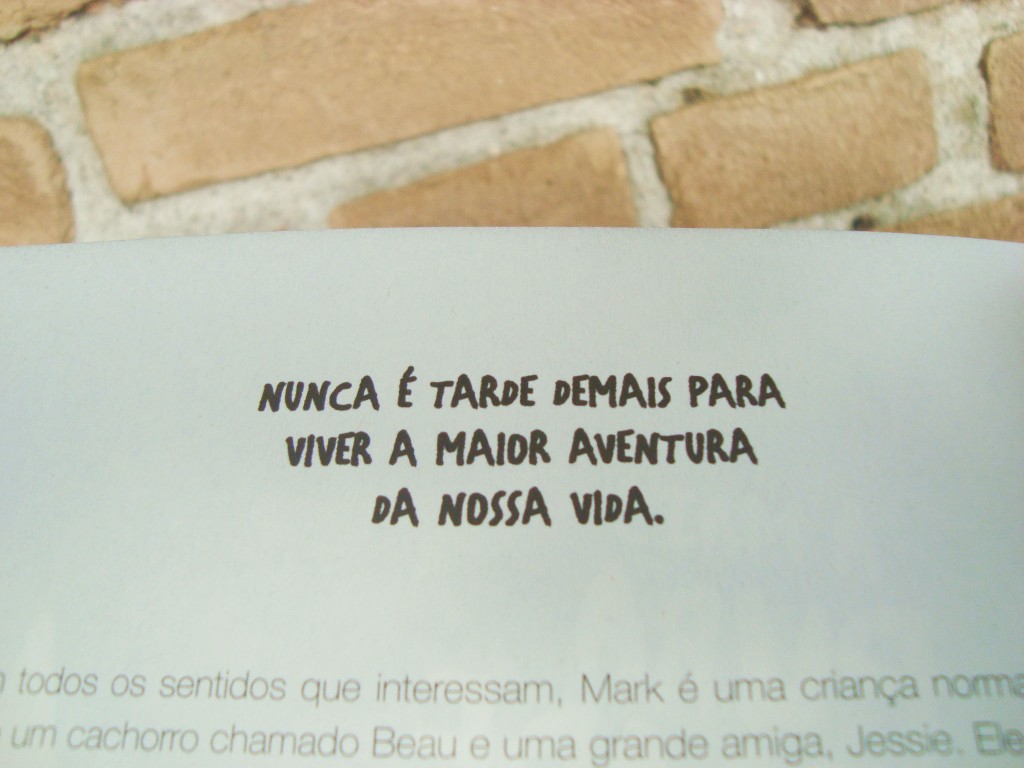 NUNCA É TARDE DEMAIS PARA
VIVER A MAIOR AVENTURA
DA NOSSA VIDA.
todos os sentidos que interessam, Mark é uma criança
um cachorro chamado Beau e uma grande amiga, Jessie.